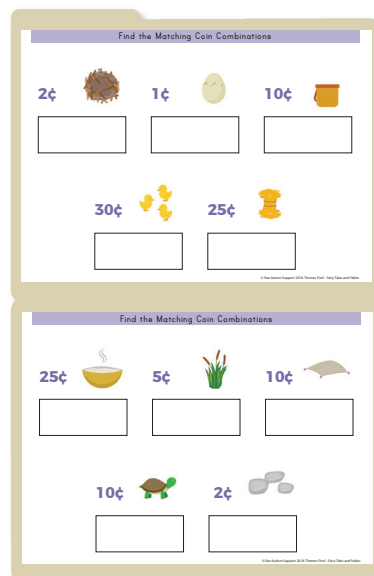 Find the Matching Coin Combinations
2¢ 1¢ 10¢
30¢ 25¢
Find the Matching Coin Combinations
25¢ 5¢ 10¢
10¢ 2¢